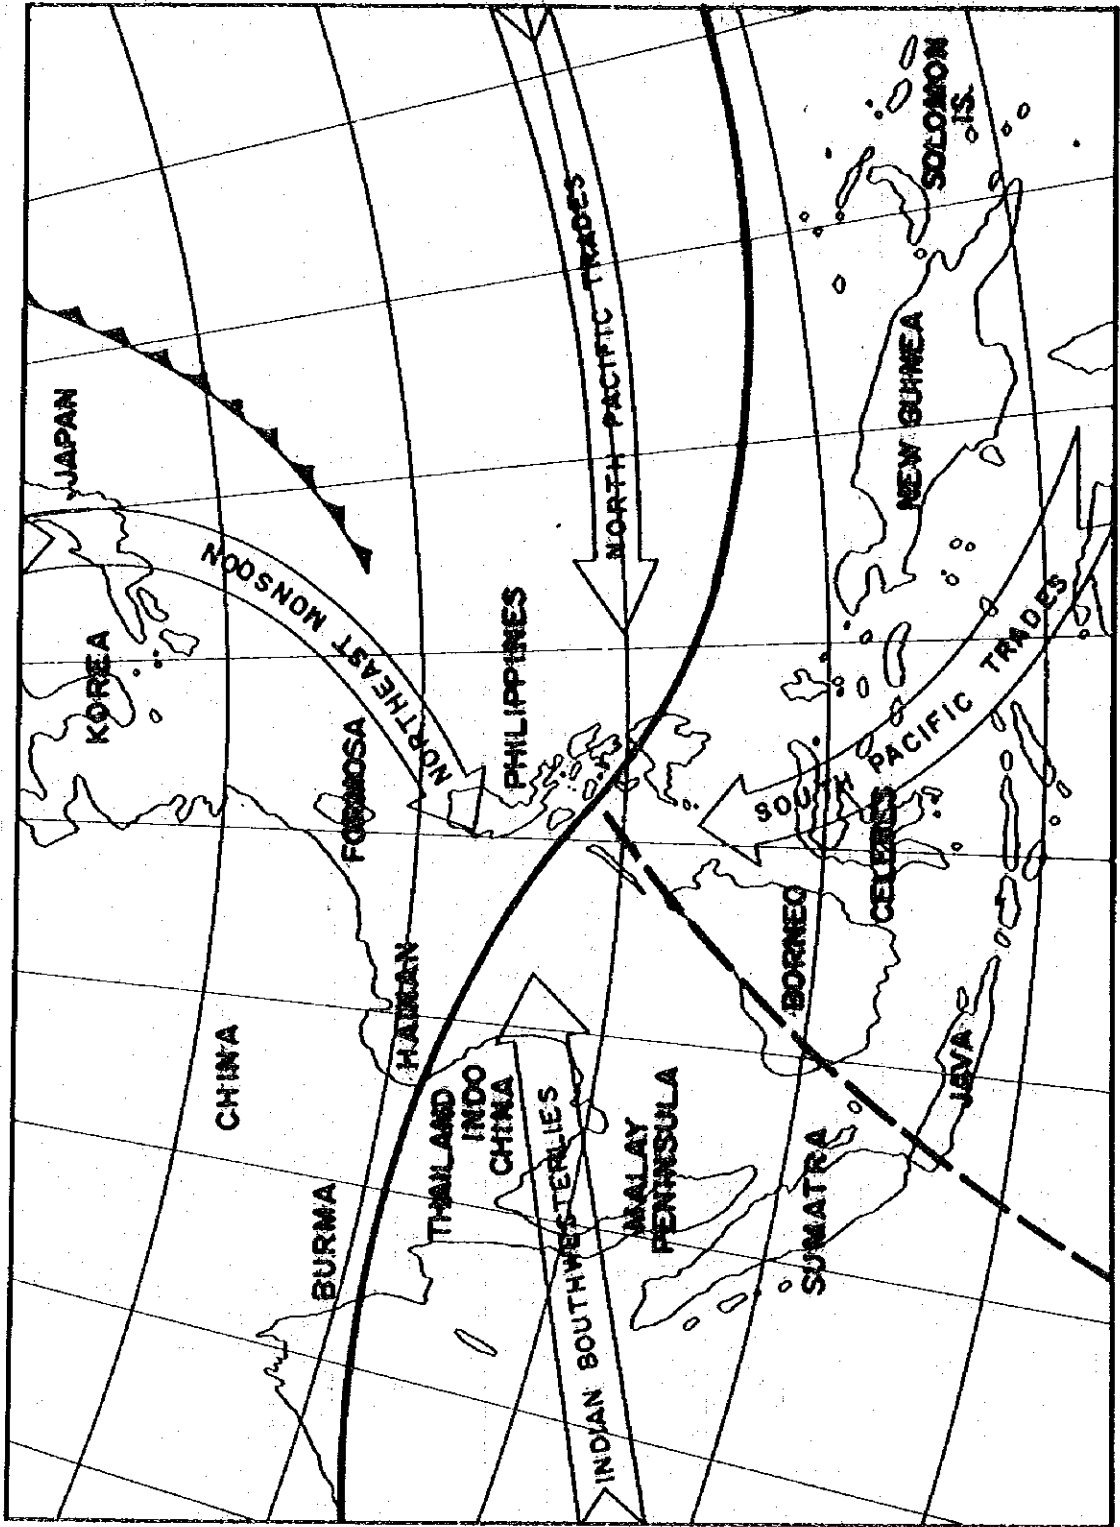 JAPAN
KOREA
NORTHEAST MONSOON
NORTH PACIFIC TRADES
SOLOMON
IS.
CHINA
FORMOSA
PHILIPPINES
NEW GUINEA
HAINAN
BURMA
THAILAND
INDO
CHINA
INDIAN SOUTHWESTERLIES
MALAY
PENINSULA
BORNEO
CELEBES
SOUTH PACIFIC TRADES
SUMATRA
JAVA